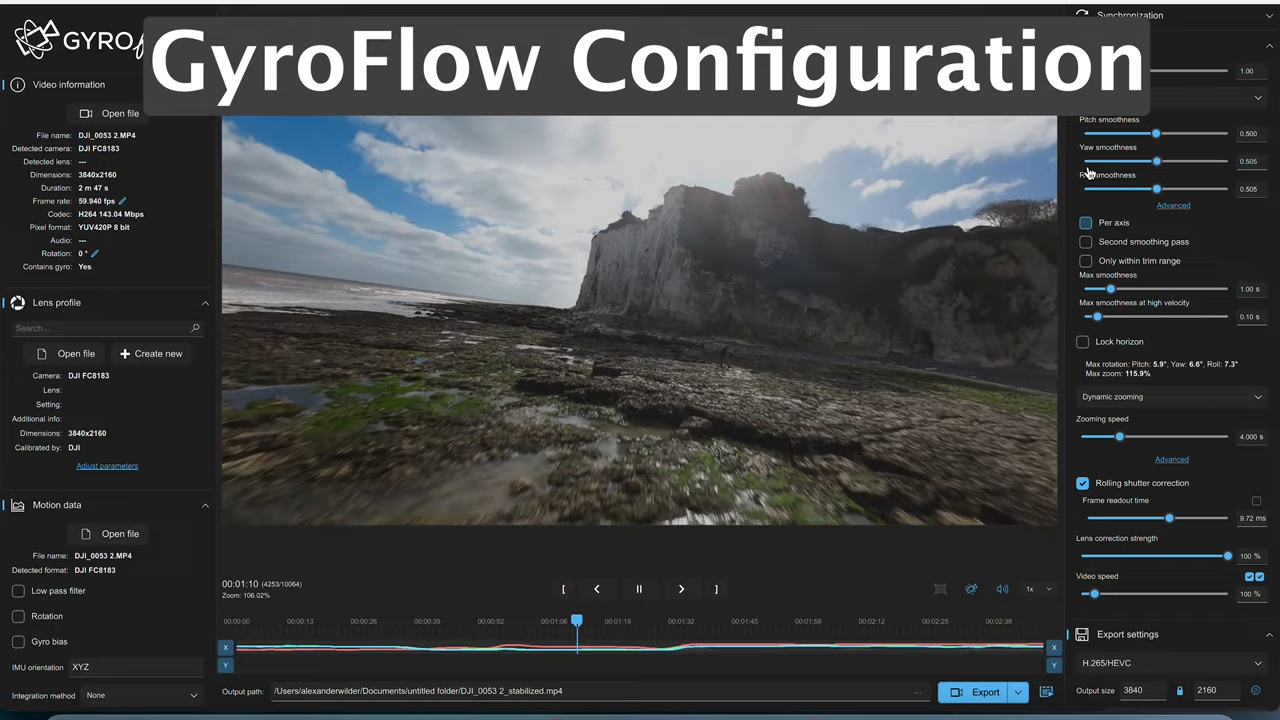 GyroFlow Configuration
GYROf
Video information
Open file
File name: DJI_0053 2.MP4
Detected camera: DJI FC8183
Detected lens: ---
Dimensions: 3840x2160
Duration: 2 m 47 s
Frame rate: 59.940 fps
Codec: H264 143.04 Mbps
Pixel format: YUV420P 8 bit
Audio: ---
Rotation: 0 °
Contains gyro: Yes
Lens profile
Search...
Open file
Create new
Camera: DJI FC8183
Lens:
Setting:
Additional info:
Dimensions: 3840x2160
Calibrated by: DJI
Adjust parameters
Motion data
Open file
File name: DJI_0053 2.MP4
Detected format: DJI FC8183
Low pass filter
Rotation
Gyro bias
IMU orientation XYZ
Integration method None
00:01:10 (4253/10064)
Zoom: 106.02%
[ ]
1x
00:00:00 00:00:13 00:00:26 00:00:39 00:00:52 00:01:06 00:01:19 00:01:32 00:01:45 00:01:58 00:02:12 00:02:25 00:02:38
X X
Y Y
Output path: /Users/alexanderwilder/Documents/untitled folder/DJI_0053 2_stabilized.mp4 ...
Export
Synchronization
1.00
Pitch smoothness
0.500
Yaw smoothness
0.505
R smoothness
0.505
Advanced
Per axis
Second smoothing pass
Only within trim range
Max smoothness
1.00 s
Max smoothness at high velocity
0.10 s
Lock horizon
Max rotation: Pitch: 5.9°, Yaw: 6.6°, Roll: 7.3°
Max zoom: 115.9%
Dynamic zooming
Zooming speed
4.000 s
Advanced
Rolling shutter correction
Frame readout time
9.72 ms
Lens correction strength
100 %
Video speed
100 %
Export settings
H.265/HEVC
Output size 3840 2160